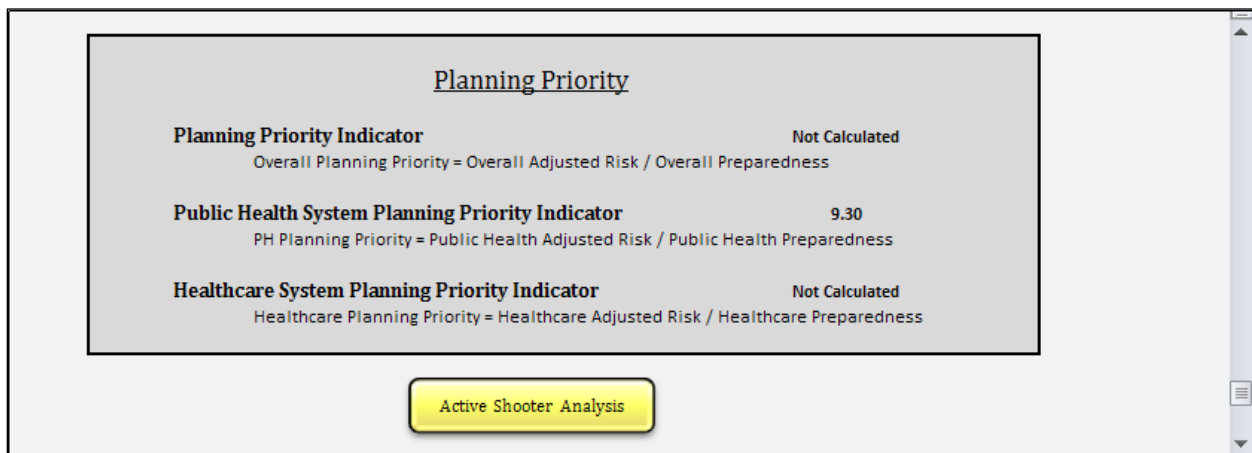 Planning Priority
Planning Priority Indicator Not Calculated
Overall Planning Priority = Overall Adjusted Risk / Overall Preparedness
Public Health System Planning Priority Indicator 9.30
PH Planning Priority = Public Health Adjusted Risk / Public Health Preparedness
Healthcare System Planning Priority Indicator Not Calculated
Healthcare Planning Priority = Healthcare Adjusted Risk / Healthcare Preparedness
Active Shooter Analysis